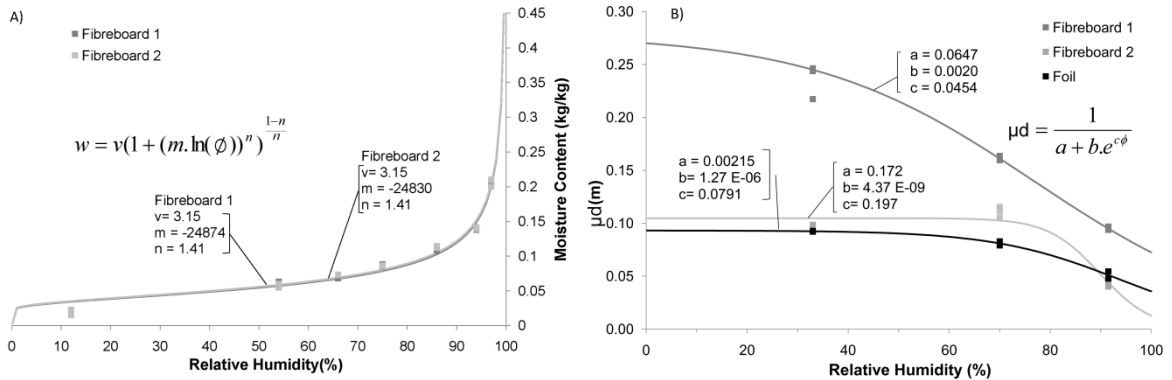 A)
Fibreboard 1
Fibreboard 2
w = v(1 + (m.ln(ø))ⁿ)^((1-n)/n)
Fibreboard 1
v= 3.15
m = -24874
n = 1.41
Fibreboard 2
v= 3.15
m = -24830
n = 1.41
0.45
0.4
0.35
0.3
0.25
0.2
0.15
0.1
0.05
0
Moisture Content (kg/kg)
0 10 20 30 40 50 60 70 80 90 100
Relative Humidity(%)
B)
0.30
0.25
0.20
0.15
0.10
0.05
0.00
μd(m)
Fibreboard 1
Fibreboard 2
Foil
a = 0.0647
b = 0.0020
c = 0.0454
μd = 1/(a + b.e^(cϕ))
a = 0.00215
b= 1.27 E-06
c= 0.0791
a = 0.172
b= 4.37 E-09
c= 0.197
0 20 40 60 80 100
Relative Humidity (%)